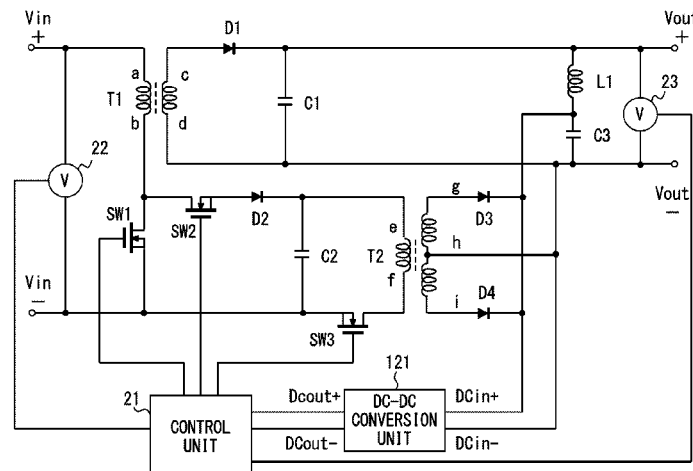 Vin
+
Vout
+
D1
a
c
T1
C1
L1
23
V
b
d
C3
22
V
Vout
−
SW1
SW2
D2
g
D3
e
h
C2
T2
f
Vin
−
i
D4
SW3
21
CONTROL
UNIT
121
Dcout+
DC-DC
CONVERSION
UNIT
DCin+
DCout-
DCin-